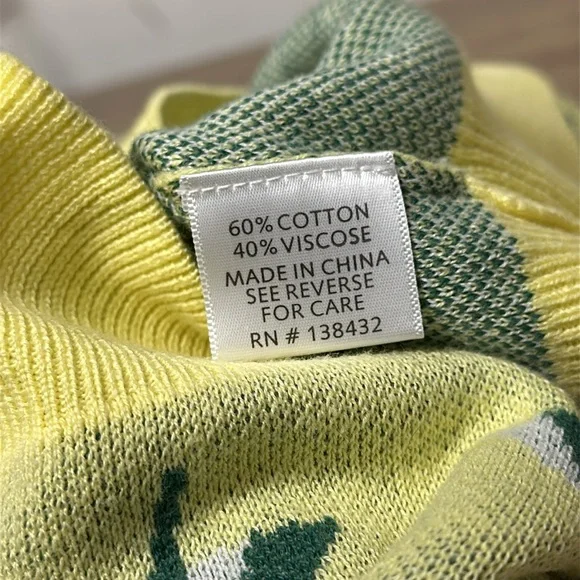 60% COTTON
40% VISCOSE
MADE IN CHINA
SEE REVERSE
FOR CARE
RN # 138432